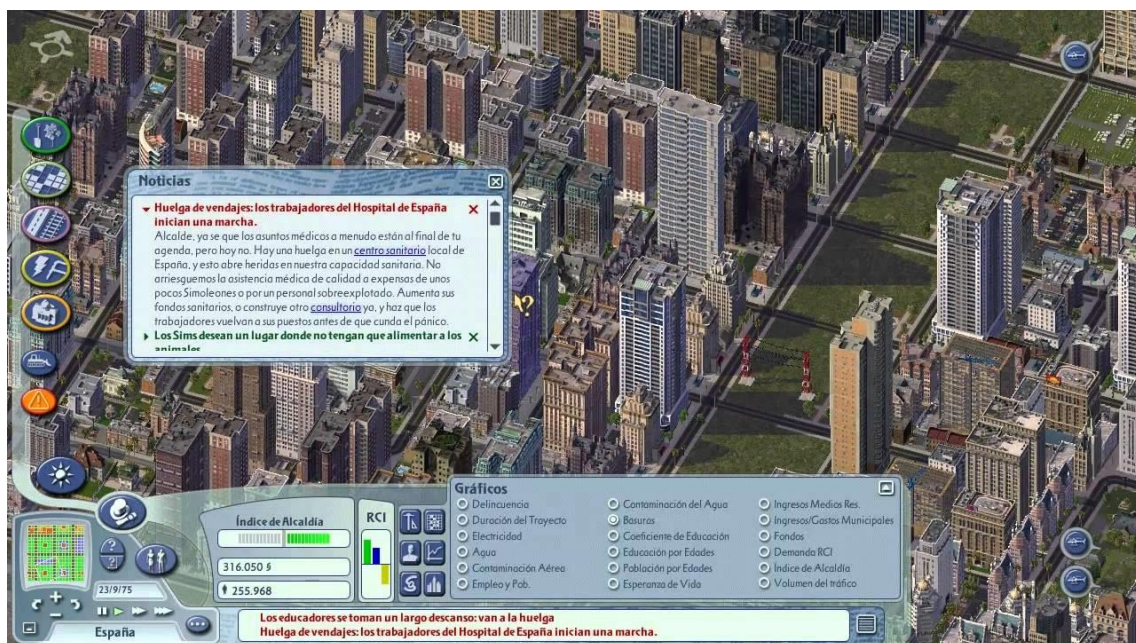 Noticias
Huelga de vendajes: los trabajadores del Hospital de España
inician una marcha.
Alcalde, ya se que los asuntos médicos a menudo están al final de tu
agenda, pero hoy no. Hay una huelga en un centro sanitario local de
España, y esto abre heridas en nuestra capacidad sanitaria. No
arriesguemos la asistencia médica de calidad a expensas de unos
pocos Simoleones o por un personal sobreexplotado. Aumenta sus
fondos sanitarios, o construye otro consultorio ya, y haz que los
trabajadores vuelvan a sus puestos antes de que cunda el pánico.
Los Sims desean un lugar donde no tengan que alimentar a los
animales
Índice de Alcaldía
316.050 §
255.968
RCI
Gráficos
Delincuencia
Duración del Trayecto
Electricidad
Agua
Contaminación Aérea
Empleo y Pob.
Contaminación del Agua
Basuras
Coeficiente de Educación
Educación por Edades
Población por Edades
Esperanza de Vida
Ingresos Medios Res.
Ingresos/Gastos Municipales
Fondos
Demanda RCI
Índice de Alcaldía
Volumen del tráfico
23/9/75
España
Los educadores se toman un largo descanso: van a la huelga
Huelga de vendajes: los trabajadores del Hospital de España inician una marcha.